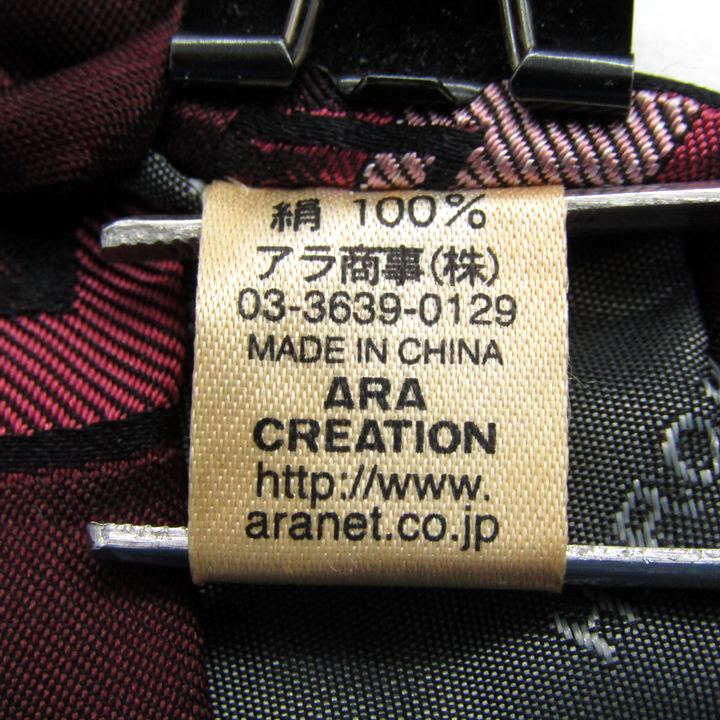 絹 100%
アラ商事(株)
03-3639-0129
MADE IN CHINA
ARA
CREATION
http://www.
aranet.co.jp